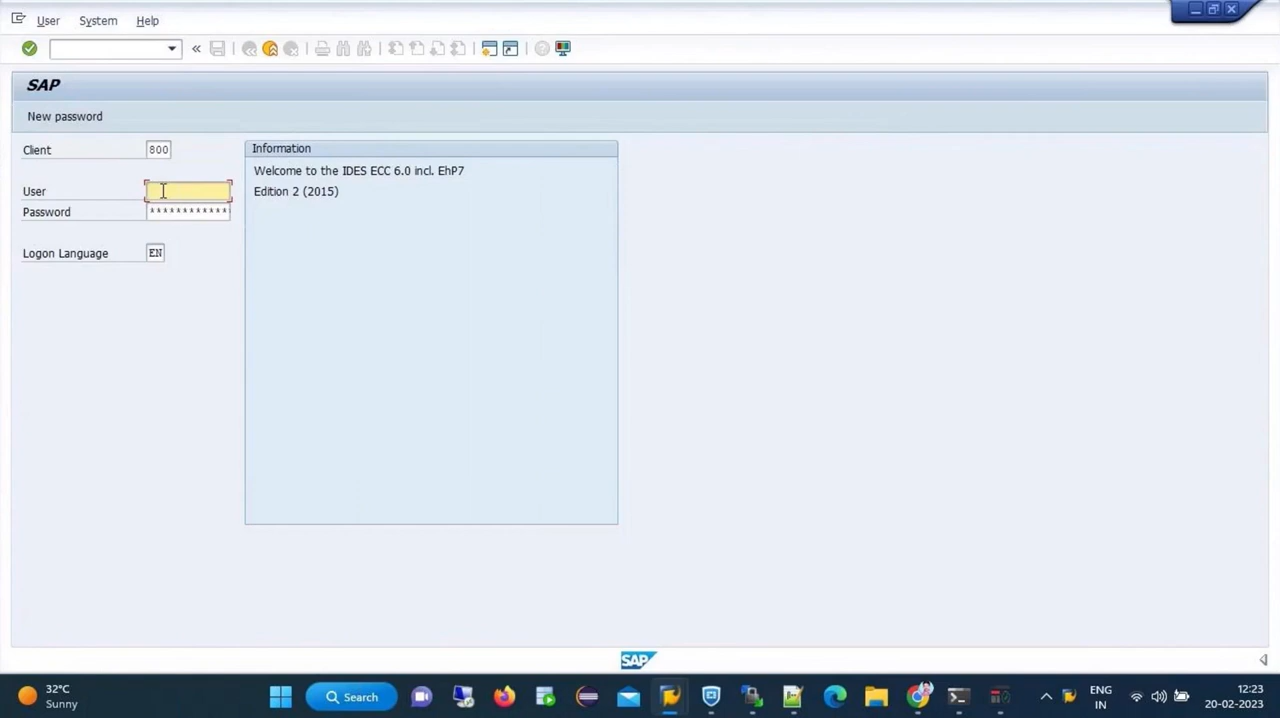 User System Help
SAP
New password
Client 800
Information
Welcome to the IDES ECC 6.0 incl. EhP7
User
Edition 2 (2015)
Password ************
Logon Language EN
SAP
32°C
Sunny
Search
ENG
IN
12:23
20-02-2023